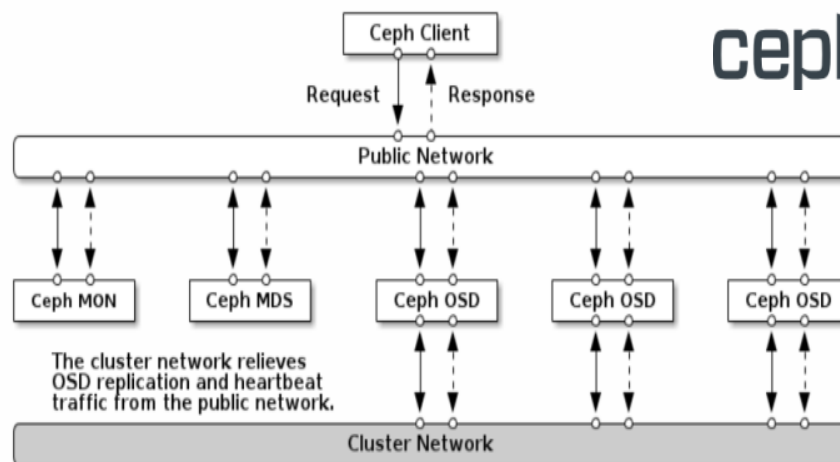 Ceph Client
ceph
Request
Response
Public Network
Ceph MON
Ceph MDS
Ceph OSD
Ceph OSD
Ceph OSD
The cluster network relieves
OSD replication and heartbeat
traffic from the public network.
Cluster Network